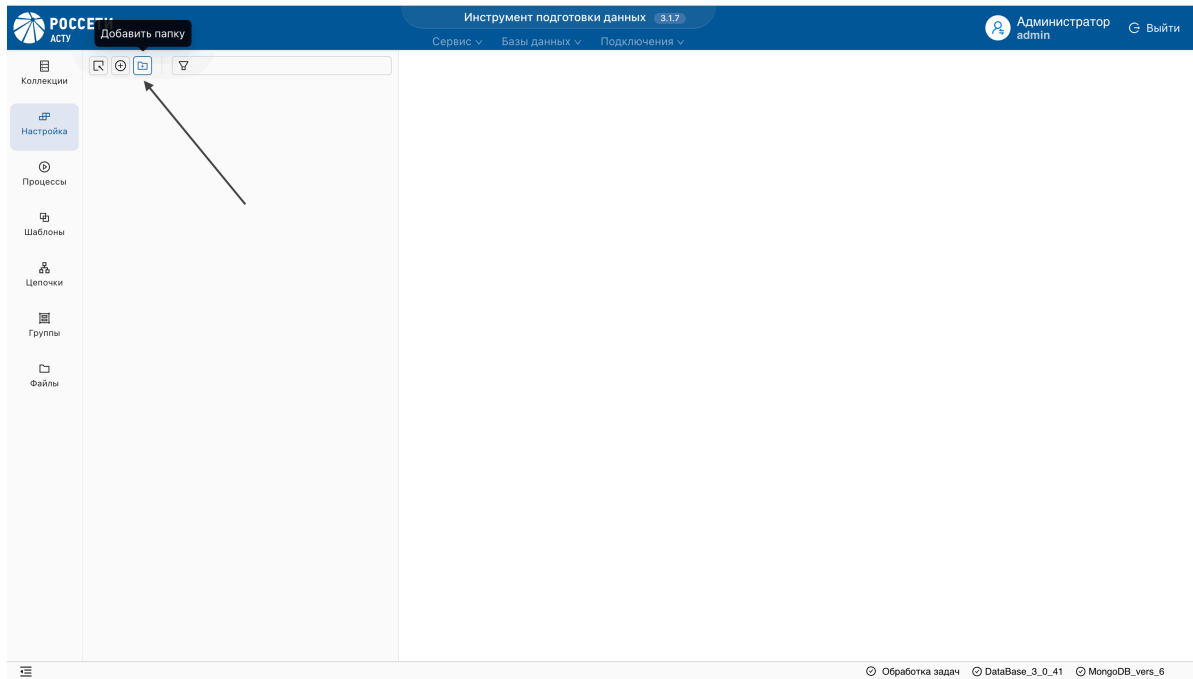 РОССЕТИ
АСТУ
Добавить папку
Инструмент подготовки данных 3.1.7
Сервис Базы данных Подключения
Администратор
admin
Выйти
Коллекции
Настройка
Процессы
Шаблоны
Цепочки
Группы
Файлы
Обработка задач DataBase_3_0_41 MongoDB_vers_6